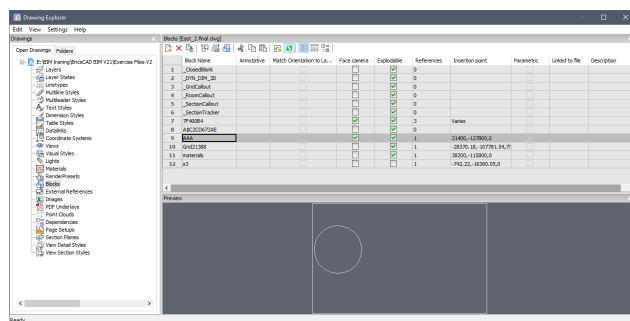 Drawing Explorer
Edit View Settings Help
Drawings
Blocks [East_2.final.dwg]
Open Drawings Folders
E:\BIM traning\BricsCAD BIM V21\Exercise Files-V2
Layers
Layer States
Linetypes
Multiline Styles
Multileader Styles
Text Styles
Dimension Styles
Table Styles
Datalinks
Coordinate Systems
Views
Visual Styles
Lights
Materials
RenderPresets
Blocks
External References
Images
PDF Underlays
Point Clouds
Dependencies
Page Setups
Section Planes
View Detail Styles
View Section Styles
Block Name Annotative Match Orientation to La... Face camera Explodable References Insertion point Parametric Linked to file Description
1 _ClosedBlank 0
2 _DYN_DIM_3D 0
3 _GridCallout 0
4 _RoomCallout 0
5 _SectionCallout 0
6 _SectionTracker 0
7 7F400B4 3 Varies
8 A8C2CD672AE 0
9 AAA 1 21400,-127800,0
10 Grid21388 1 -28370.18,-107781.54,75
11 materials 1 38200,-115800,0
12 s3 1 -742.22,-16360.05,0
Preview
Ready